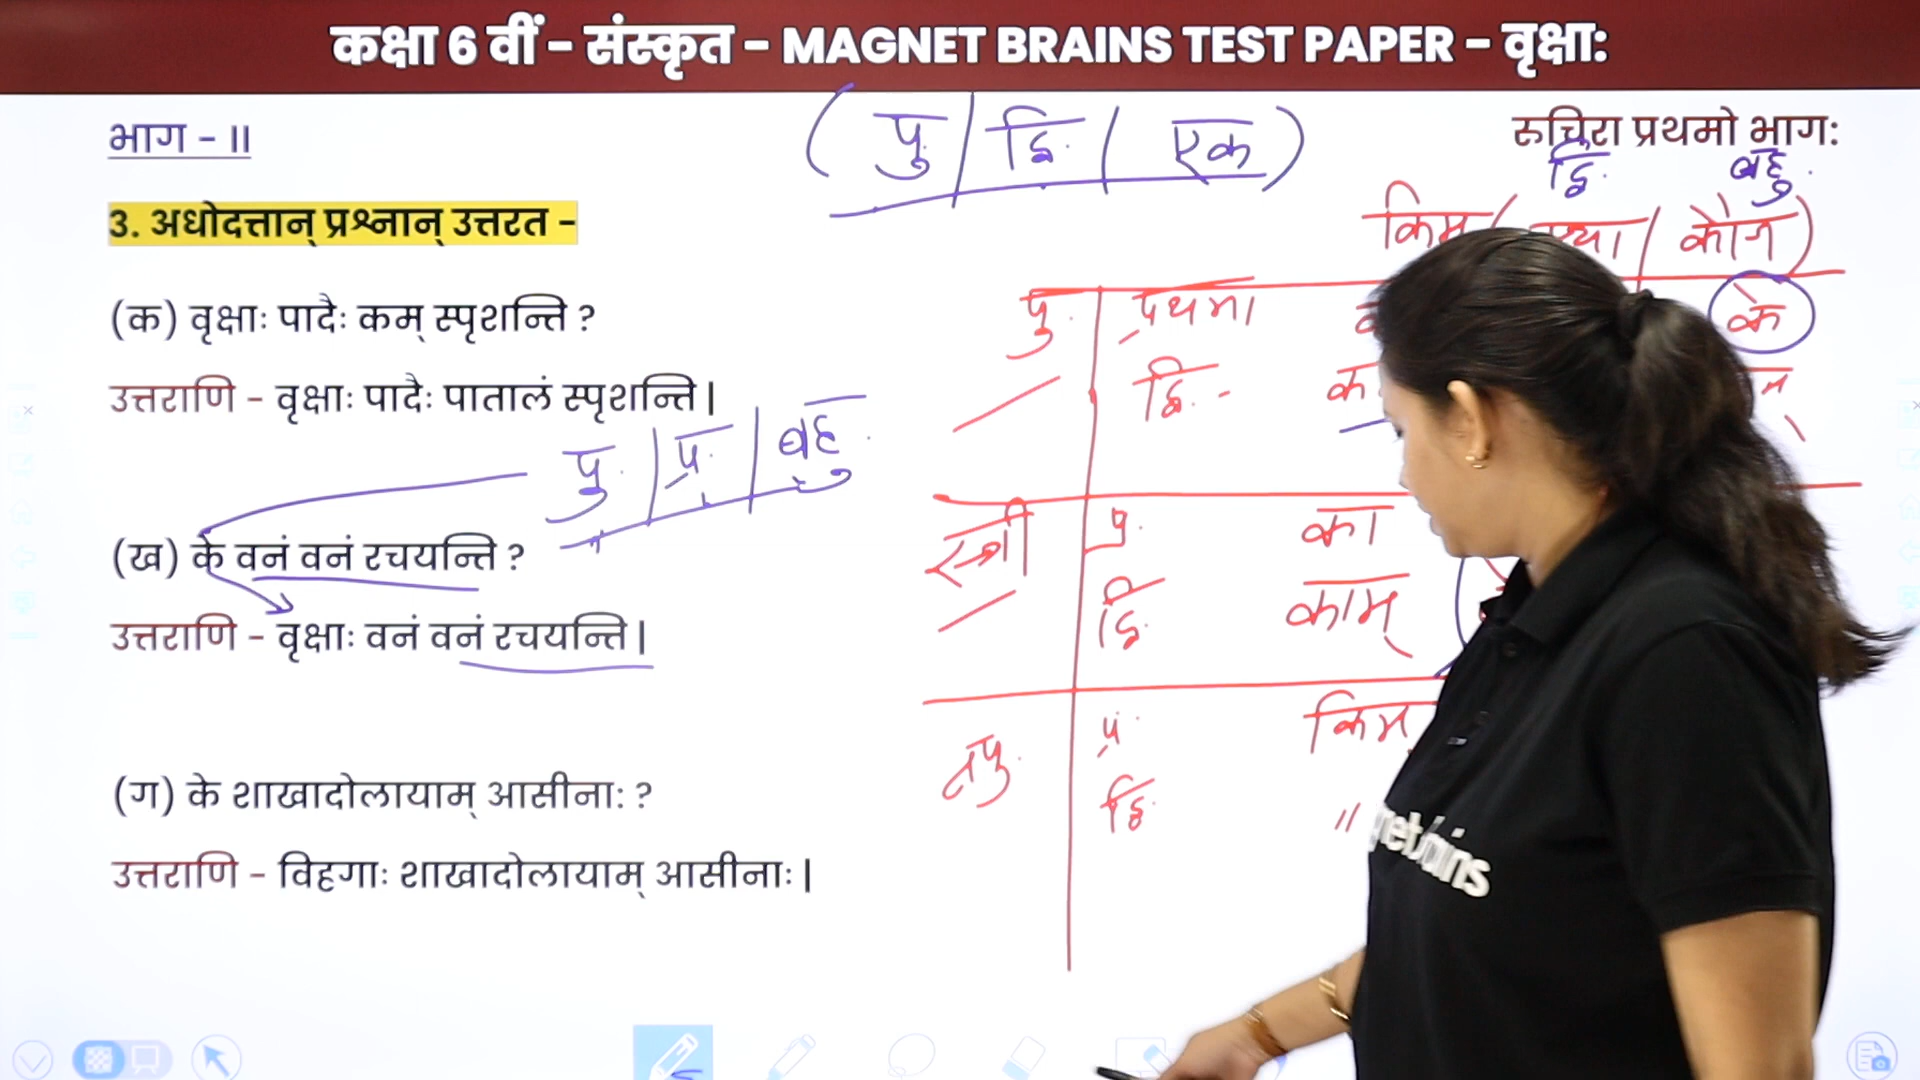 कक्षा 6 वीं - संस्कृत - MAGNET BRAINS TEST PAPER - वृक्षा:
भाग - II
रुचिरा प्रथमो भाग:
( पु. | द्वि. | एक )
द्वि. बहु.
किम्
3. अधोदत्तान् प्रश्नान् उत्तरत -
(क) वृक्षाः पादैः कम् स्पृशन्ति ?
उत्तराणि - वृक्षाः पादैः पातालं स्पृशन्ति |
पु. | प्र. | बहु.
(ख) के वनं वनं रचयन्ति ?
उत्तराणि - वृक्षाः वनं वनं रचयन्ति |
(ग) के शाखादोलायाम् आसीना: ?
उत्तराणि - विहगाः शाखादोलायाम् आसीनाः |
पु. प्रथमा के
द्वि. -
स्त्री प्र. का
द्वि. काम्
नपु. प्र. किम्
द्वि. "